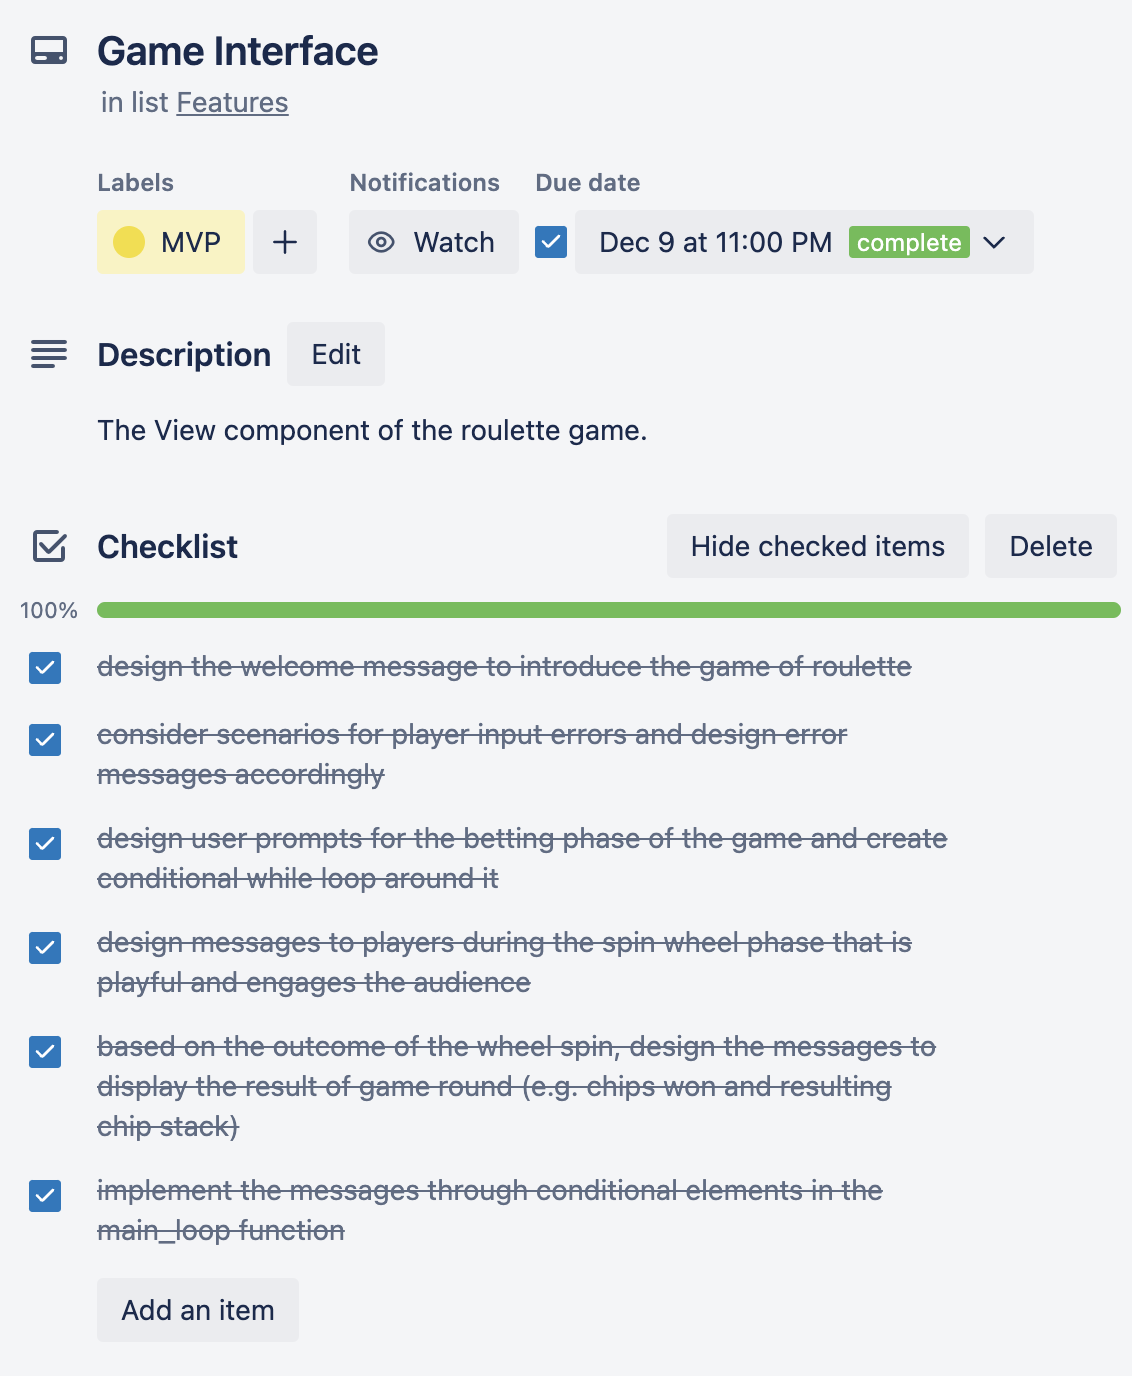 Game Interface
in list Features
Labels
Notifications
Due date
MVP
Watch
Dec 9 at 11:00 PM complete
Description Edit
The View component of the roulette game.
Checklist
Hide checked items
Delete
100%
design the welcome message to introduce the game of roulette
consider scenarios for player input errors and design error
messages accordingly
design user prompts for the betting phase of the game and create
conditional while loop around it
design messages to players during the spin wheel phase that is
playful and engages the audience
based on the outcome of the wheel spin, design the messages to
display the result of game round (e.g. chips won and resulting
chip stack)
implement the messages through conditional elements in the
main_loop function
Add an item